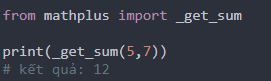 from mathplus import _get_sum
print(_get_sum(5,7))
# kết quả: 12